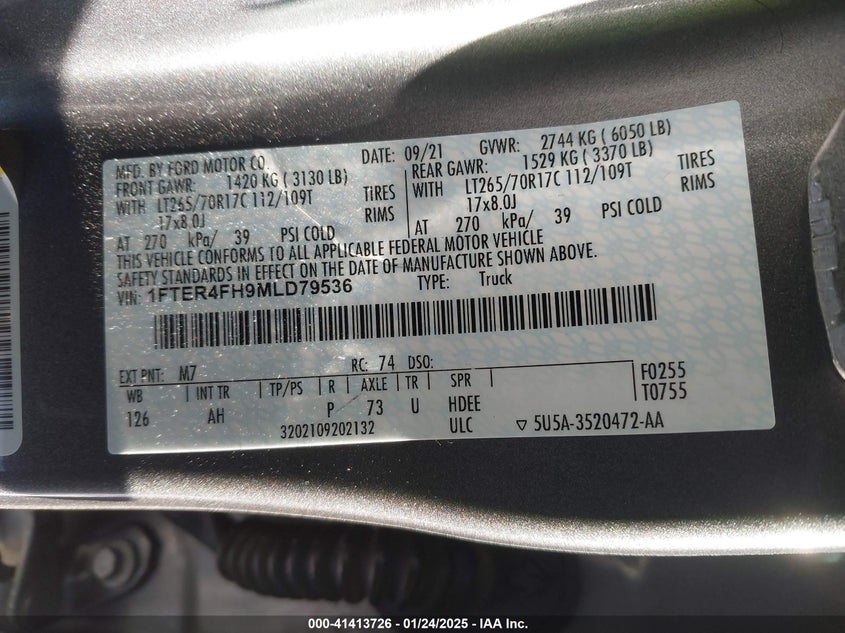 MFD. BY FORD MOTOR CO.
DATE: 09/21 GVWR: 2744 KG ( 6050 LB)
FRONT GAWR: 1420 KG ( 3130 LB) REAR GAWR: 1529 KG ( 3370 LB)
WITH LT265/70R17C 112/109T TIRES WITH LT265/70R17C 112/109T TIRES
17x8.0J RIMS 17x8.0J RIMS
AT 270 kPa/ 39 PSI COLD AT 270 kPa/ 39 PSI COLD
THIS VEHICLE CONFORMS TO ALL APPLICABLE FEDERAL MOTOR VEHICLE
SAFETY STANDARDS IN EFFECT ON THE DATE OF MANUFACTURE SHOWN ABOVE.
VIN: 1FTER4FH9MLD79536 TYPE: Truck
EXT PNT: M7 RC: 74 DSO:
WB INT TR TP/PS R AXLE TR SPR F0255
126 AH P 73 U HDEE T0755
3202109202132 ULC ▽ 5U5A-3520472-AA
000-41413726 - 01/24/2025 - IAA Inc.